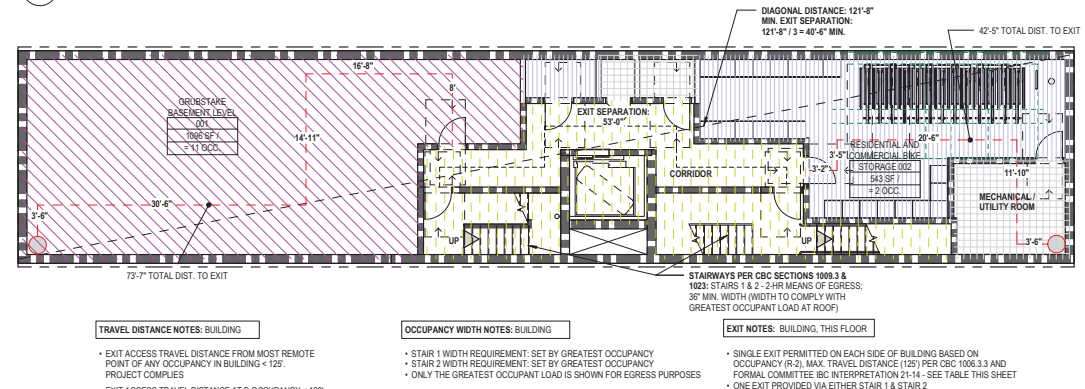 DIAGONAL DISTANCE: 121'-8"
MIN. EXIT SEPARATION:
121'-8" / 3 = 40'-6" MIN.
42'-5" TOTAL DIST. TO EXIT
16'-8"
8'
GRUBSTAKE
BASEMENT LEVEL
001
1096 SF /
= 11 OCC.
14'-11"
30'-6"
3'-6"
73'-7" TOTAL DIST. TO EXIT
EXIT SEPARATION:
53'-0"
CORRIDOR
UP
UP
20'-6"
3'-5"
3'-2"
RESIDENTIAL AND
COMMERCIAL BIKE
STORAGE 002
543 SF /
= 2 OCC.
11'-10"
MECHANICAL /
UTILITY ROOM
3'-6"
STAIRWAYS PER CBC SECTIONS 1009.3 &
1023: STAIRS 1 & 2 - 2-HR MEANS OF EGRESS;
36" MIN. WIDTH (WIDTH TO COMPLY WITH
GREATEST OCCUPANT LOAD AT ROOF)
TRAVEL DISTANCE NOTES: BUILDING
• EXIT ACCESS TRAVEL DISTANCE FROM MOST REMOTE
POINT OF ANY OCCUPANCY IN BUILDING < 125'.
PROJECT COMPLIES
OCCUPANCY WIDTH NOTES: BUILDING
• STAIR 1 WIDTH REQUIREMENT: SET BY GREATEST OCCUPANCY
• STAIR 2 WIDTH REQUIREMENT: SET BY GREATEST OCCUPANCY
• ONLY THE GREATEST OCCUPANT LOAD IS SHOWN FOR EGRESS PURPOSES
EXIT NOTES: BUILDING, THIS FLOOR
• SINGLE EXIT PERMITTED ON EACH SIDE OF BUILDING BASED ON
OCCUPANCY (R-2), MAX. TRAVEL DISTANCE (125') PER CBC 1006.3.3 AND
FORMAL COMMITTEE IBC INTERPRETATION 21-14 - SEE TABLE THIS SHEET
• ONE EXIT PROVIDED VIA EITHER STAIR 1 & STAIR 2